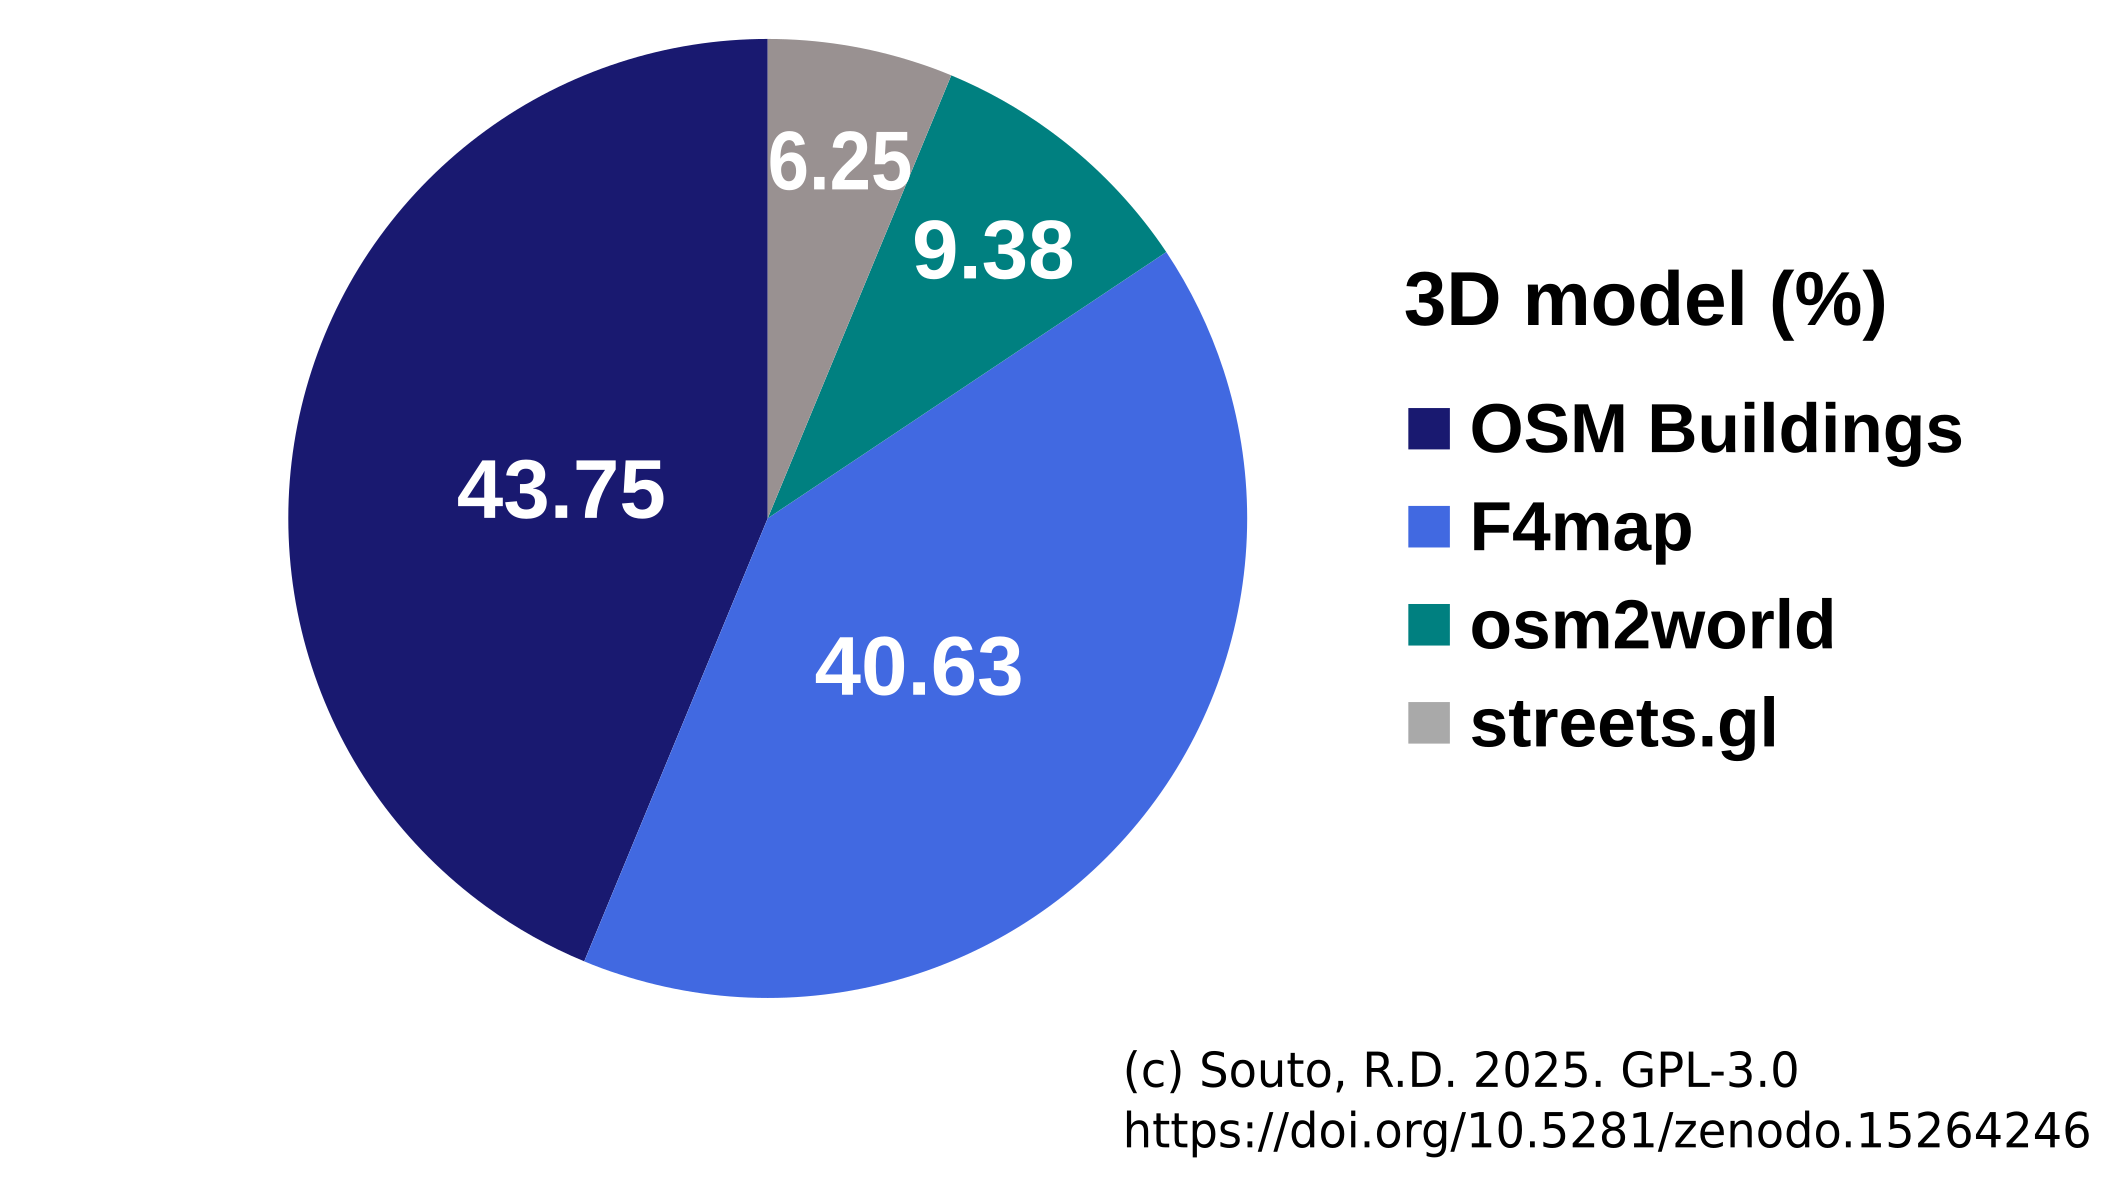 6.25
9.38
43.75
40.63
3D model (%)
OSM Buildings
F4map
osm2world
streets.gl
(c) Souto, R.D. 2025. GPL-3.0
https://doi.org/10.5281/zenodo.15264246